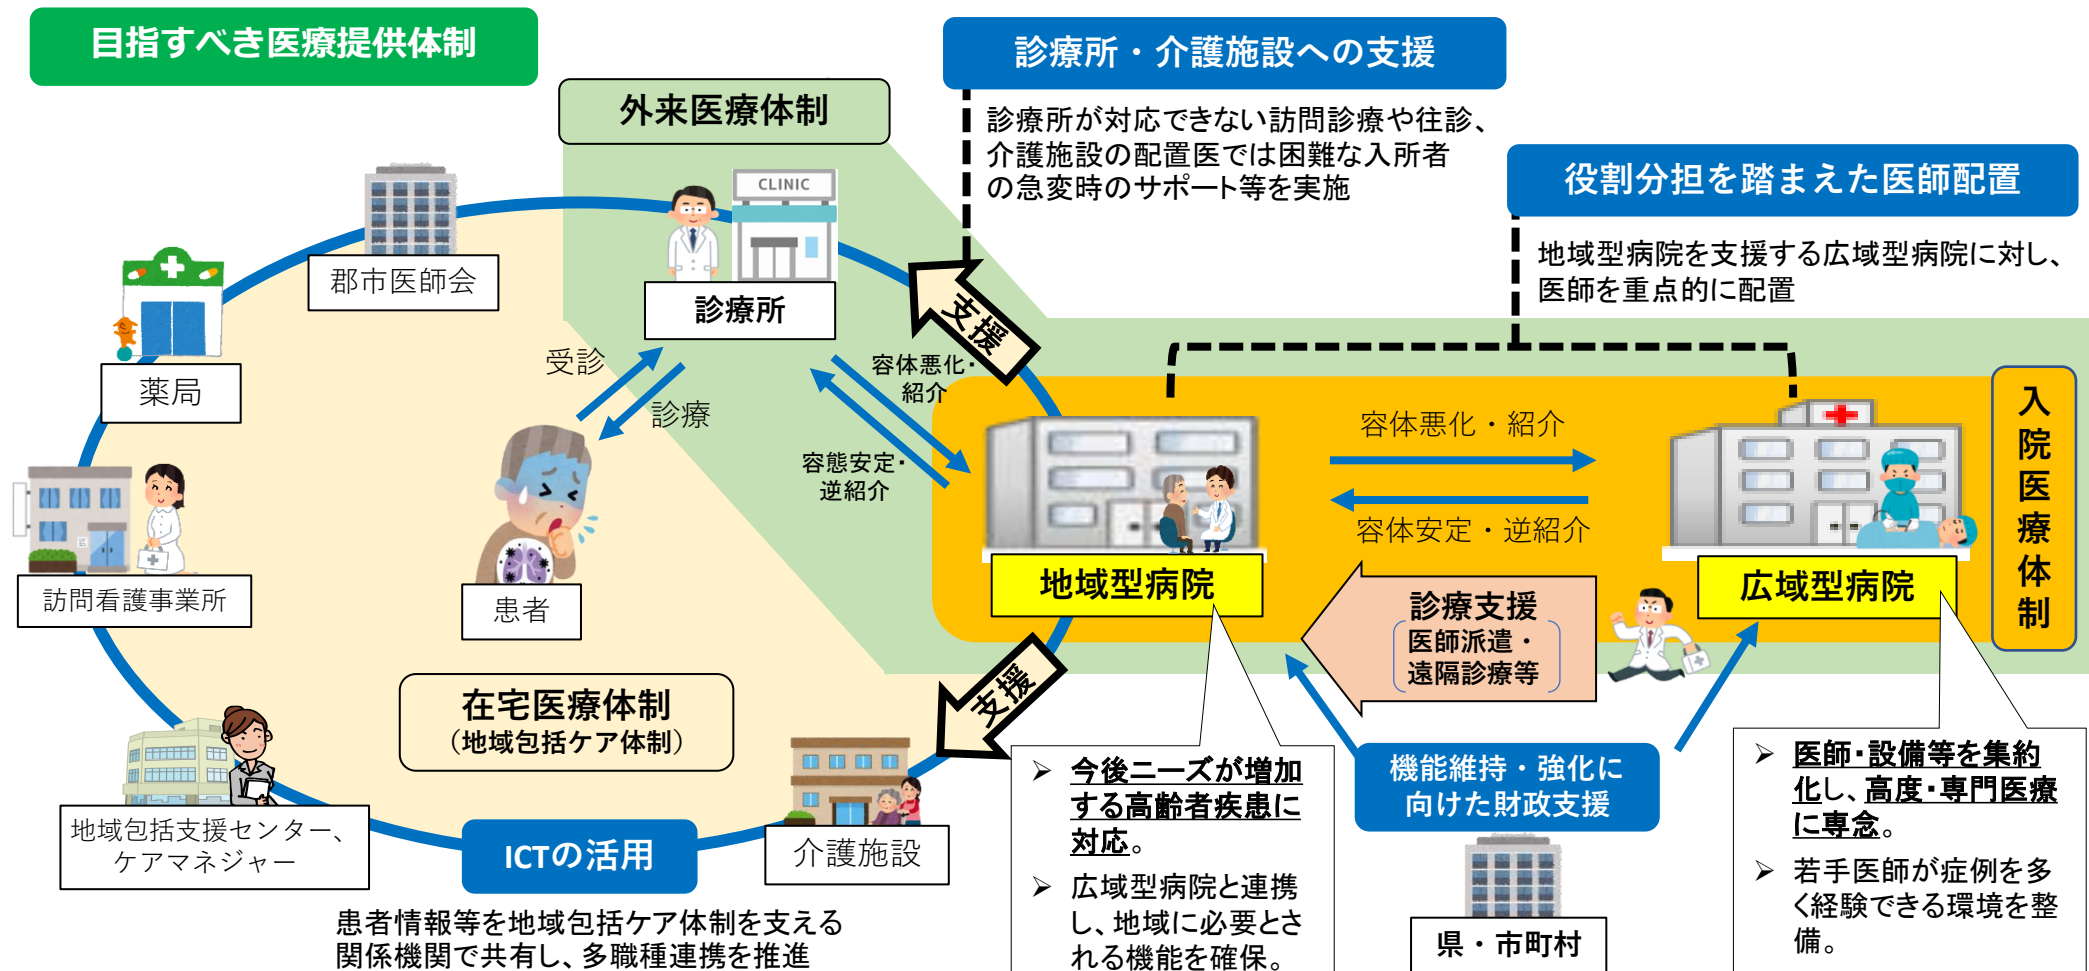 目指すべき医療提供体制
診療所・介護施設への支援
診療所が対応できない訪問診療や往診、
介護施設の配置医では困難な入所者
の急変時のサポート等を実施
役割分担を踏まえた医師配置
地域型病院を支援する広域型病院に対し、
医師を重点的に配置
外来医療体制
CLINIC
診療所
郡市医師会
薬局
訪問看護事業所
地域包括支援センター、
ケアマネジャー
介護施設
患者
受診
診療
在宅医療体制
（地域包括ケア体制）
ICTの活用
患者情報等を地域包括ケア体制を支える
関係機関で共有し、多職種連携を推進
支援
支援
容体悪化・
紹介
容態安定・
逆紹介
地域型病院
容体悪化・紹介
容体安定・逆紹介
広域型病院
入院医療体制
診療支援
医師派遣・
遠隔診療等
➢ 今後ニーズが増加
する高齢者疾患に
対応。
➢ 広域型病院と連携
し、地域に必要とさ
れる機能を確保。
機能維持・強化に
向けた財政支援
県・市町村
➢ 医師・設備等を集約
化し、高度・専門医療
に専念。
➢ 若手医師が症例を多
く経験できる環境を整
備。